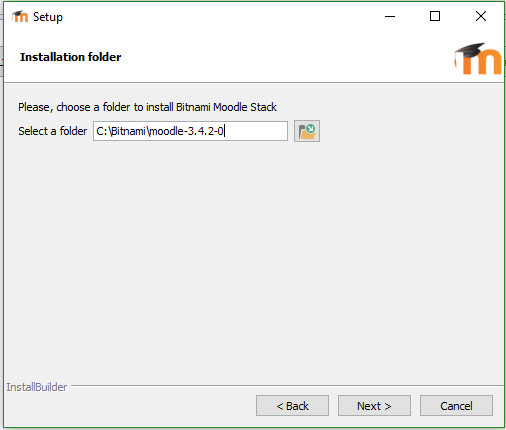 Setup
Installation folder
Please, choose a folder to install Bitnami Moodle Stack
Select a folder C:\Bitnami\moodle-3.4.2-0
InstallBuilder
< Back Next > Cancel